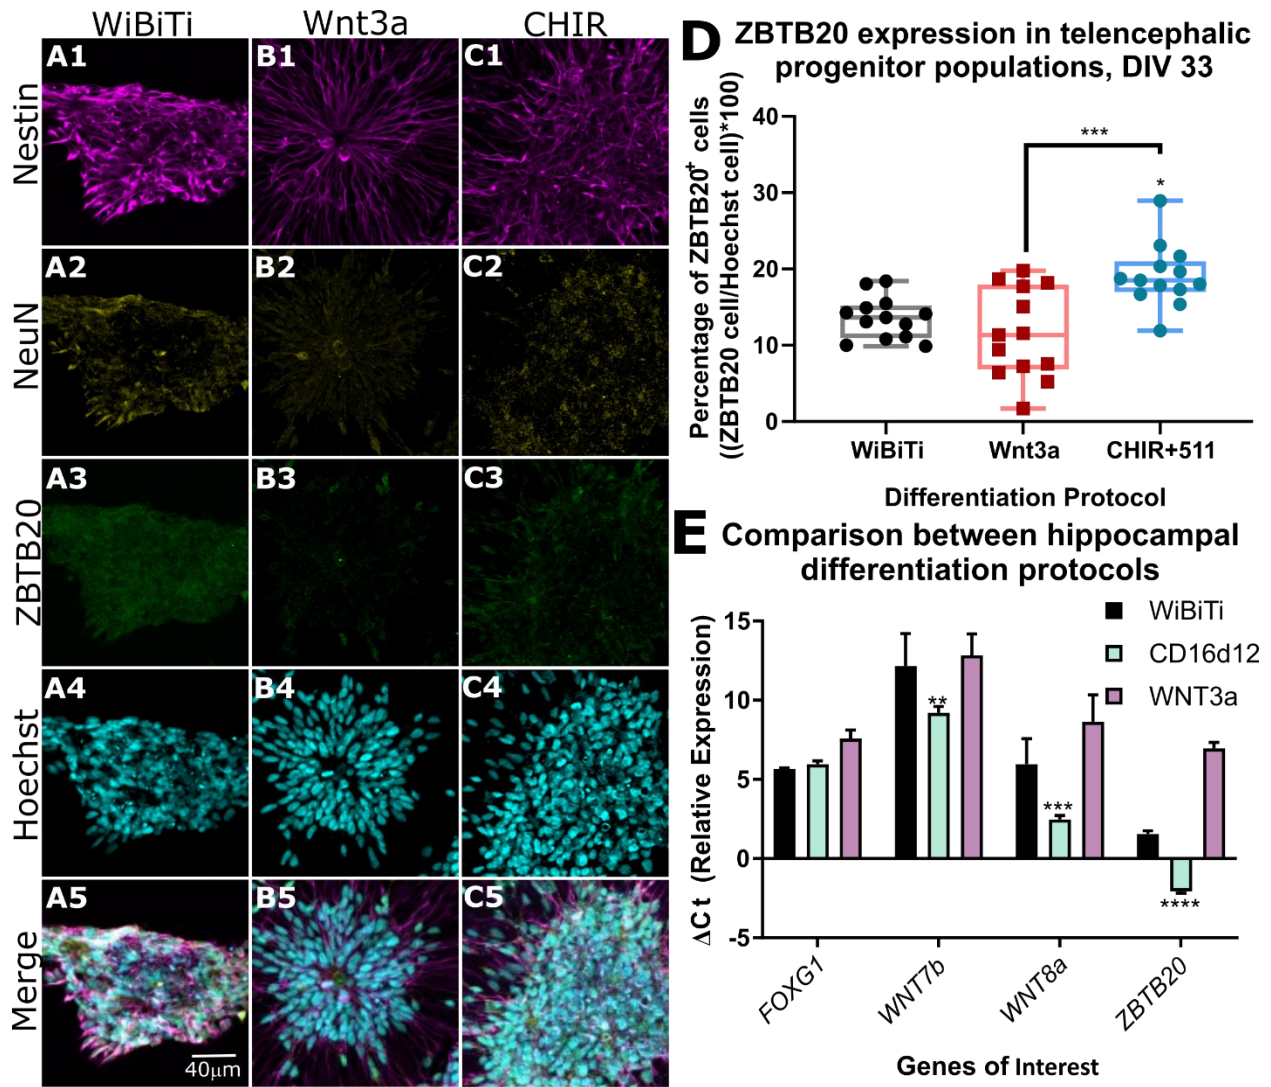 WiBiTi Wnt3a CHIR
Nestin
A1 B1 C1
NeuN
A2 B2 C2
ZBTB20
A3 B3 C3
Hoechst
A4 B4 C4
Merge
A5 B5 C5
40μm
D ZBTB20 expression in telencephalic
progenitor populations, DIV 33
Percentage of ZBTB20⁺ cells
((ZBTB20 cell/Hoechst cell)*100)
40
30
20
10
0
***
*
WiBiTi Wnt3a CHIR+511
Differentiation Protocol
E Comparison between hippocampal
differentiation protocols
ΔCt (Relative Expression)
15
10
5
0
-5
WiBiTi
CD16d12
WNT3a
**
***
****
FOXG1 WNT7b WNT8a ZBTB20
Genes of Interest